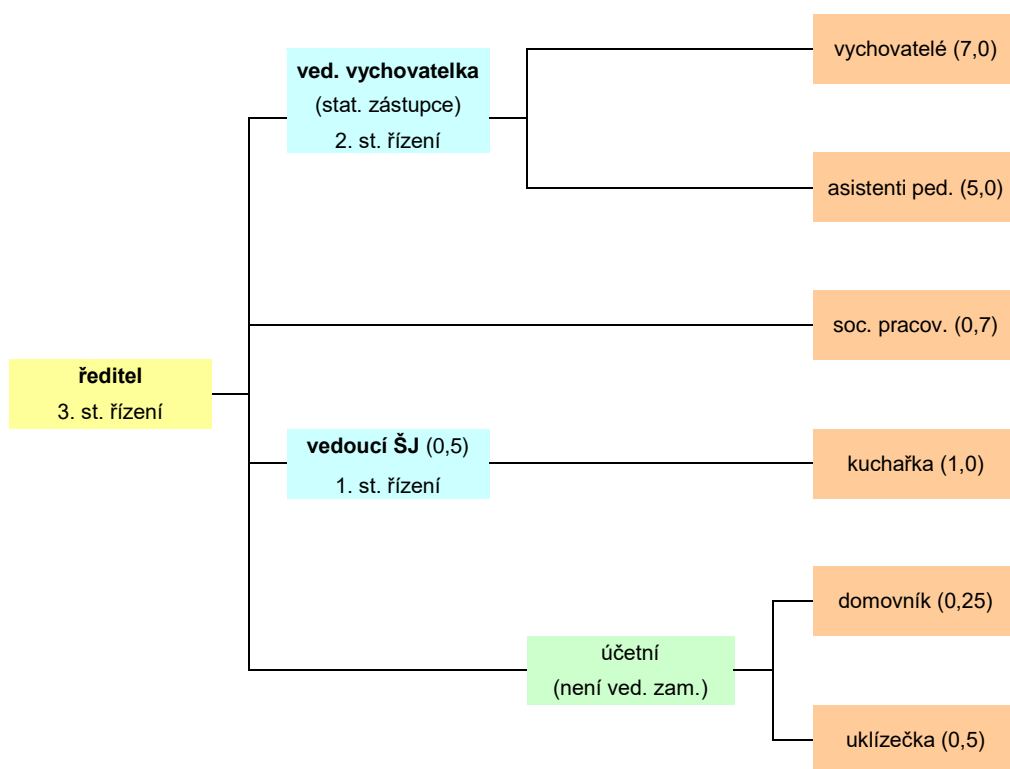 vychovatelé (7,0)
ved. vychovatelka
(stat. zástupce)
2. st. řízení
asistenti ped. (5,0)
soc. pracov. (0,7)
ředitel
3. st. řízení
vedoucí ŠJ (0,5)
1. st. řízení
kuchařka (1,0)
domovník (0,25)
účetní
(není ved. zam.)
uklízečka (0,5)